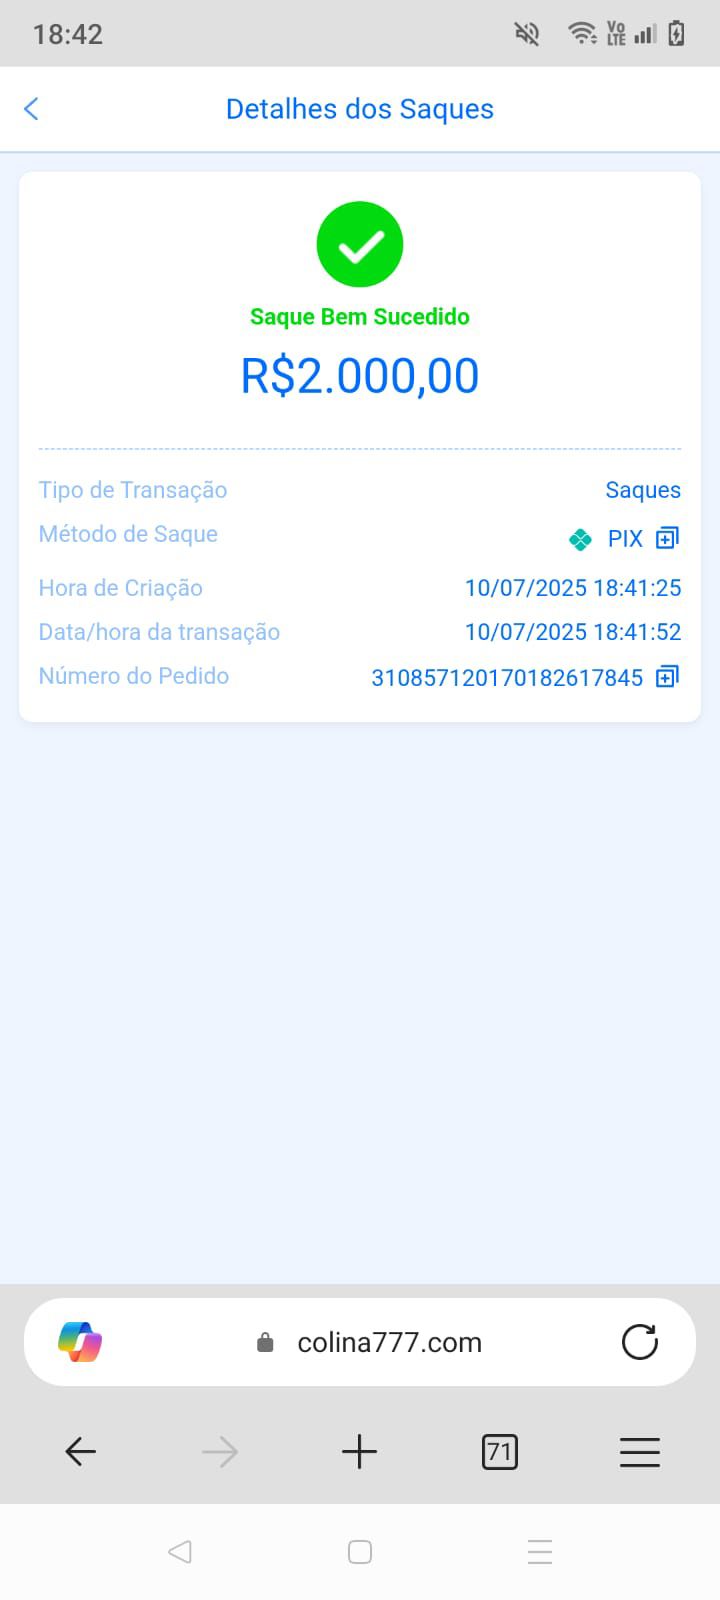 18:42
Vo
LTE
Detalhes dos Saques
Saque Bem Sucedido
R$2.000,00
Tipo de Transação Saques
Método de Saque PIX
Hora de Criação 10/07/2025 18:41:25
Data/hora da transação 10/07/2025 18:41:52
Número do Pedido 310857120170182617845
colina777.com
71